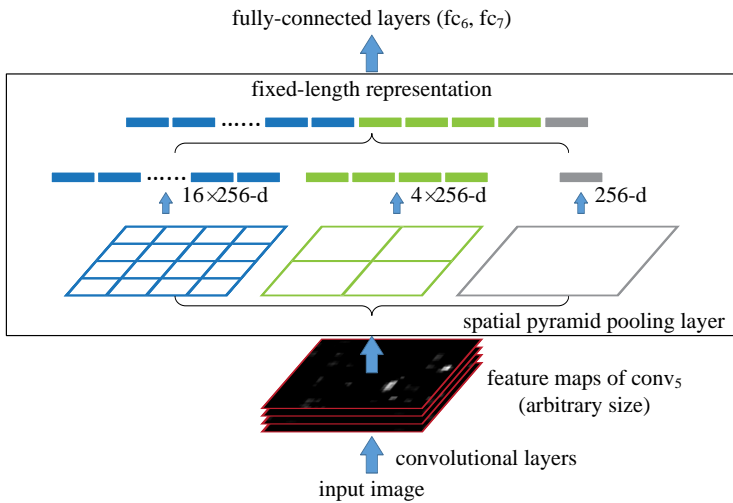 fully-connected layers (fc₆, fc₇)
fixed-length representation
……
……
16×256-d
4×256-d
256-d
spatial pyramid pooling layer
feature maps of conv₅
(arbitrary size)
convolutional layers
input image